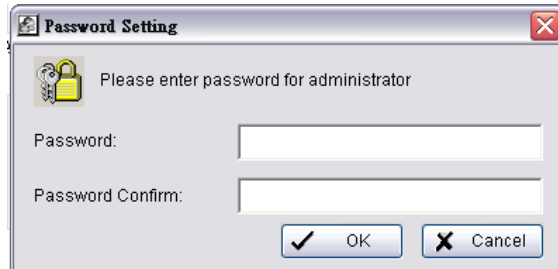 Password Setting
Please enter password for administrator
Password:
Password Confirm:
OK
Cancel